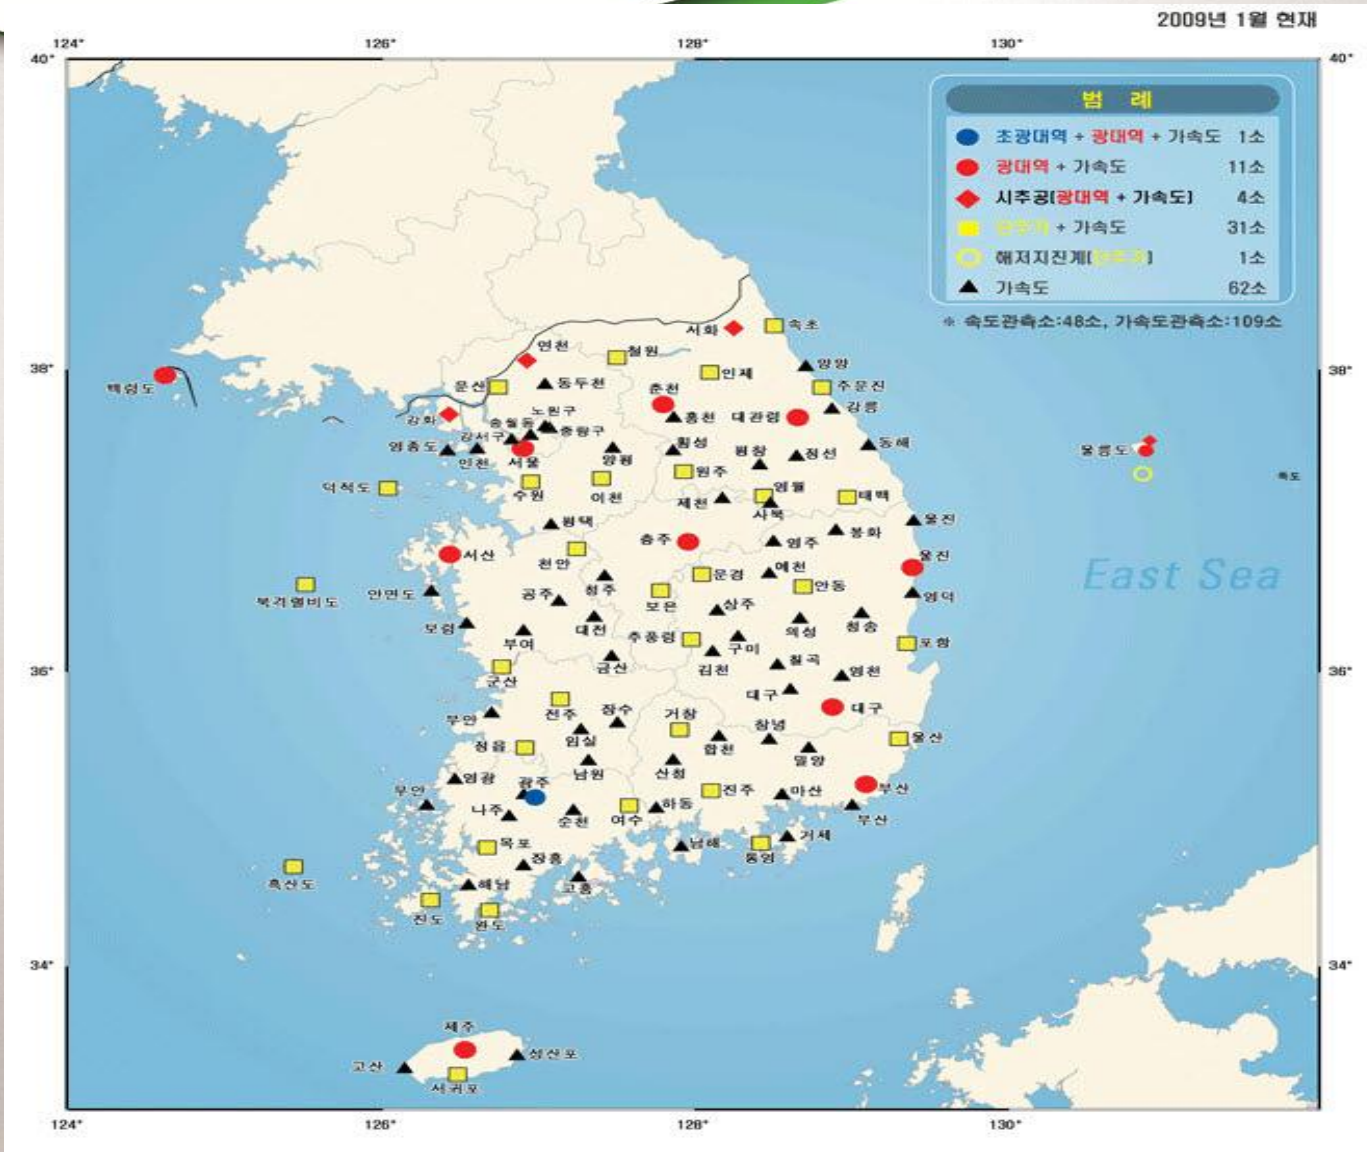 2009년 1월 현재
124°
126°
128°
130°
40°
40°
범 례
초광대역 + 광대역 + 가속도 1소
광대역 + 가속도 11소
시추공[광대역 + 가속도] 4소
단주기 + 가속도 31소
해저지진계[단주기] 1소
가속도 62소
※ 속도관측소:48소, 가속도관측소:109소
서화
속초
연천
철원
양양
38°
백령도
문산
동두천
춘천
인제
주문진
38°
강화
노원구
송월동
중랑구
홍천
대관령
강릉
영종도
강서구
인천
서울
양평
횡성
평창
정선
동해
울릉도
독도
덕적도
수원
이천
원주
제천
영월
사북
태백
평택
울진
서산
천안
충주
영주
봉화
울진
북격렬비도
안면도
공주
청주
보은
문경
예천
안동
영덕
East Sea
보령
부여
대전
추풍령
상주
구미
의성
청송
포항
36°
군산
금산
김천
칠곡
영천
36°
부안
전주
장수
거창
대구
대구
정읍
임실
합천
창녕
밀양
울산
영광
광주
남원
산청
무안
나주
순천
여수
하동
진주
마산
부산
부산
목포
장흥
남해
통영
거제
흑산도
해남
고흥
진도
완도
34°
34°
제주
고산
성산포
서귀포
124°
126°
128°
130°